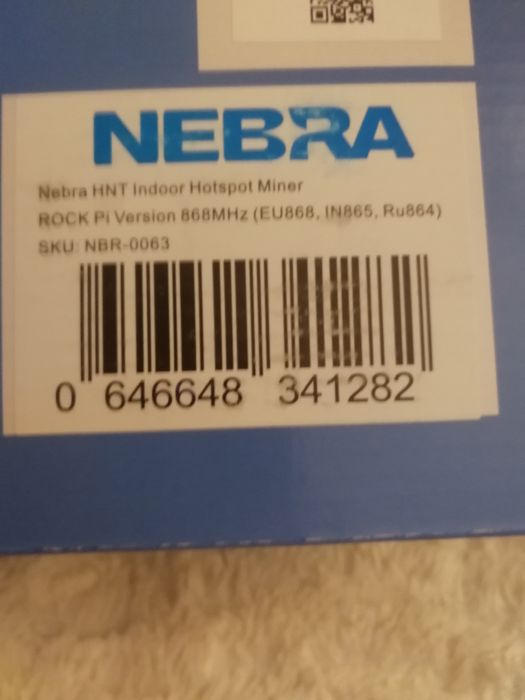 NEBRA
Nebra HNT Indoor Hotspot Miner
ROCK Pi Version 868MHz (EU868, IN865, Ru864)
SKU: NBR-0063
0 646648 341282